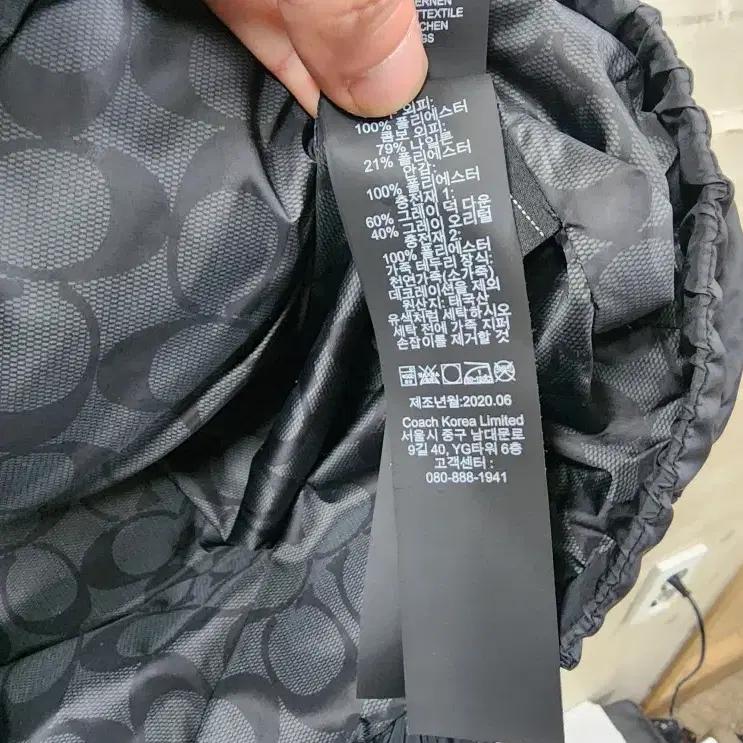 ERNEN
TEXTILE
CHEN
GS
외피:
100% 폴리에스터
콤보 외피:
79% 나일론
21% 폴리에스터
안감:
100% 폴리에스터
충전재 1:
60% 그레이 덕 다운
40% 그레이 오리털
충전재 2:
100% 폴리에스터
가죽 테두리 장식:
천연가죽(소가죽)
데코레이션을 제외
원산지: 태국산
유색처럼 세탁하시오
세탁 전에 가죽 지퍼
손잡이를 제거할 것
제조년월:2020.06
Coach Korea Limited
서울시 중구 남대문로
9길 40, YG타워 6층
고객센터 :
080-888-1941